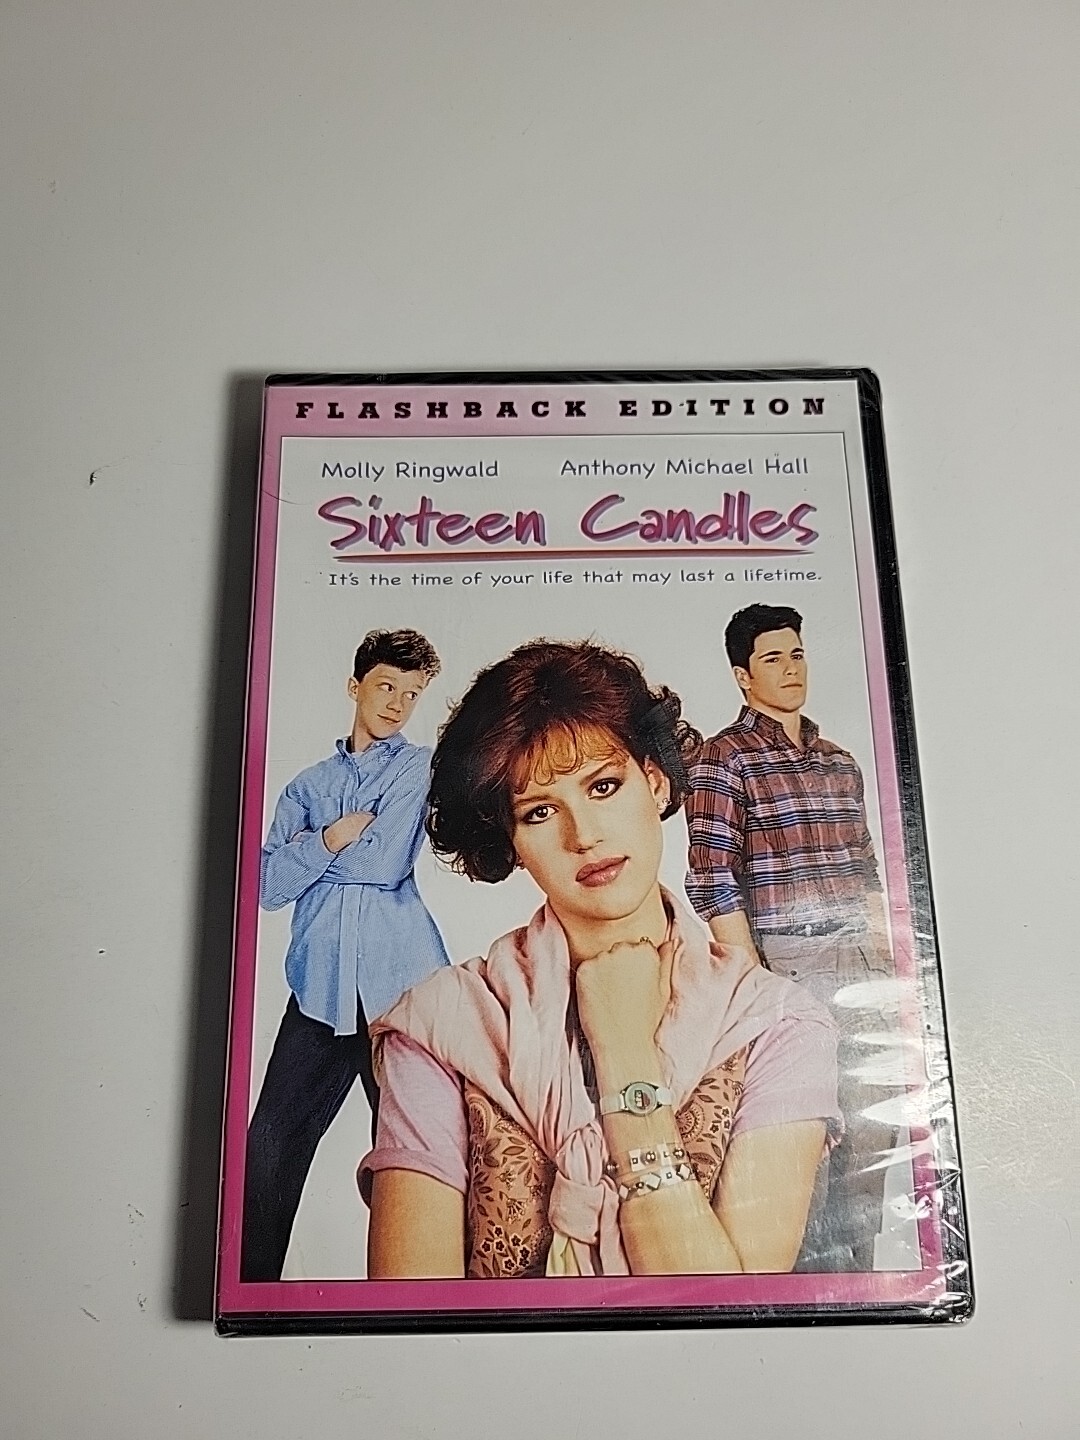 FLASHBACK EDITION
Molly Ringwald Anthony Michael Hall
Sixteen Candles
It's the time of your life that may last a lifetime.